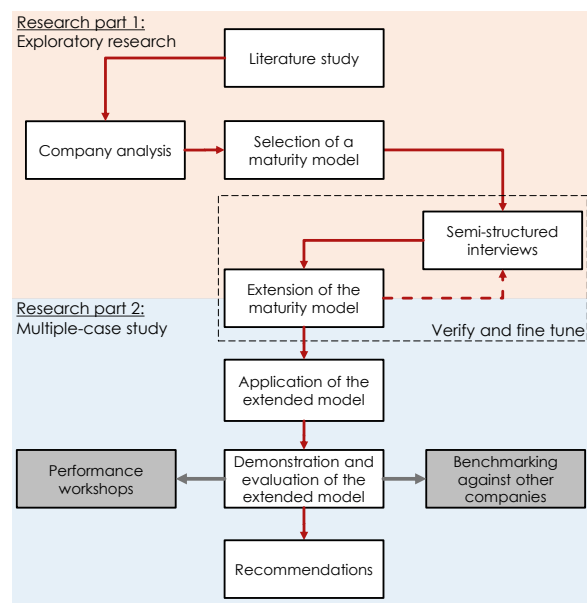 Research part 1:
Exploratory research
Literature study
Company analysis
Selection of a
maturity model
Semi-structured
interviews
Extension of the
maturity model
Research part 2:
Multiple-case study
Verify and fine tune
Application of the
extended model
Performance
workshops
Demonstration and
evaluation of the
extended model
Benchmarking
against other
companies
Recommendations